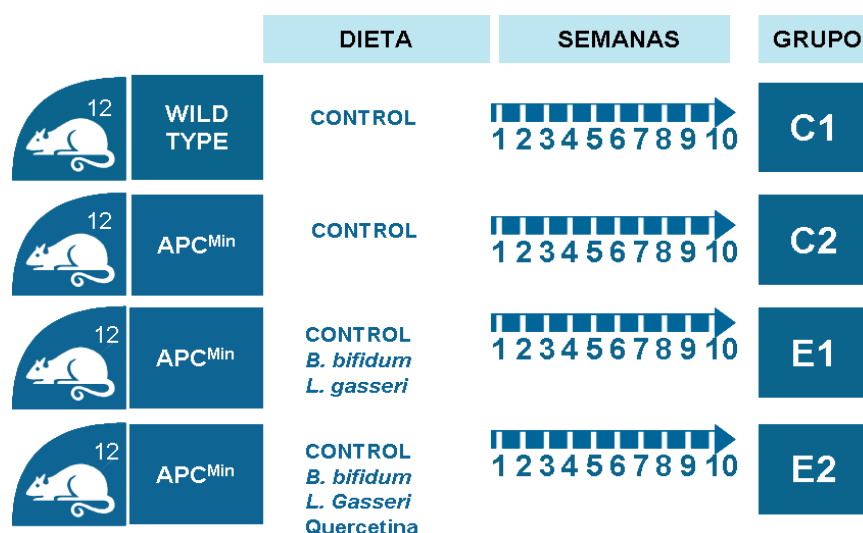 DIETA SEMANAS GRUPO
12 WILD TYPE CONTROL 1 2 3 4 5 6 7 8 9 10 C1
12 APCMin CONTROL 1 2 3 4 5 6 7 8 9 10 C2
12 APCMin CONTROL 1 2 3 4 5 6 7 8 9 10 E1
B. bifidum
L. gasseri
12 APCMin CONTROL 1 2 3 4 5 6 7 8 9 10 E2
B. bifidum
L. Gasseri
Quercetina